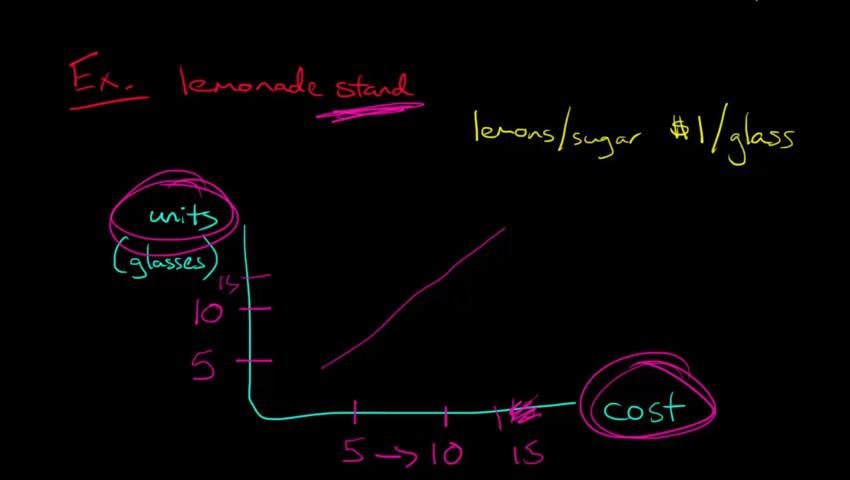 Ex. lemonade stand
lemons/sugar $1/glass
units
(glasses)
15
10
5
cost
5 → 10 15